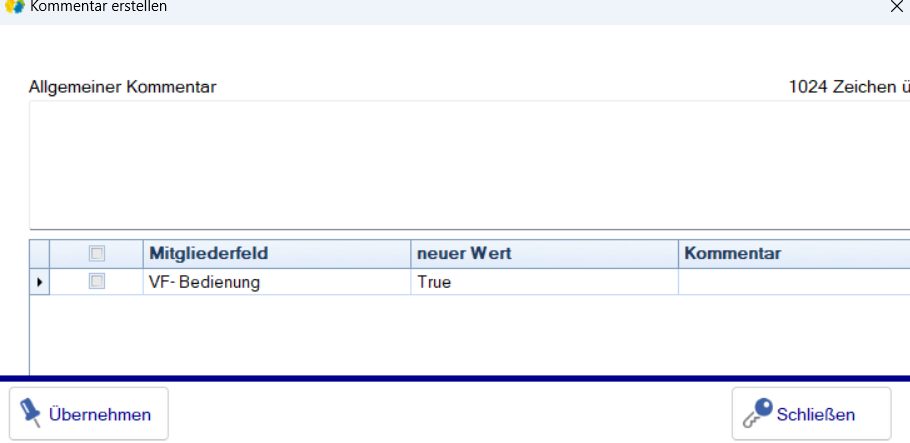 Kommentar erstellen
Allgemeiner Kommentar 1024 Zeichen ü
Mitgliederfeld neuer Wert Kommentar
VF- Bedienung True
Übernehmen Schließen